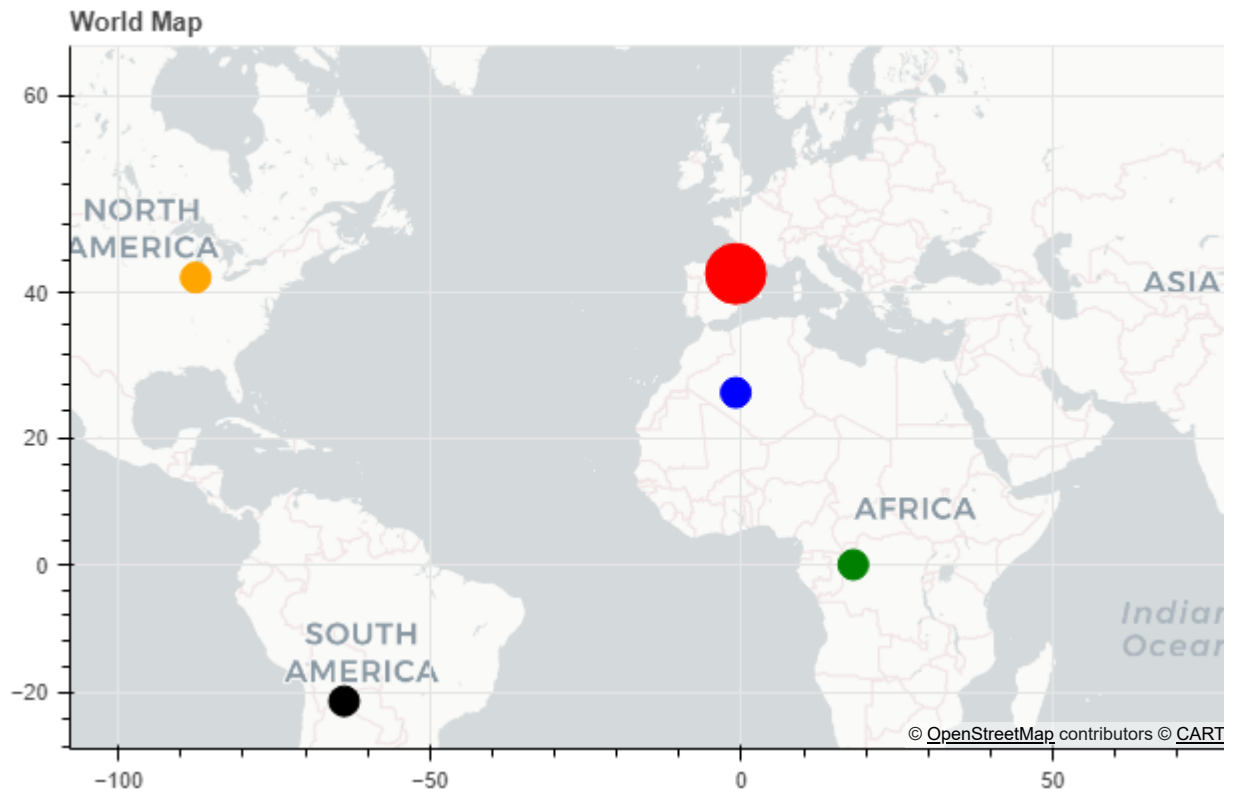 World Map
60
40
20
0
−20
NORTH
AMERICA
ASIA
AFRICA
SOUTH
AMERICA
Indian
Ocear
© OpenStreetMap contributors © CART
−100
−50
0
50